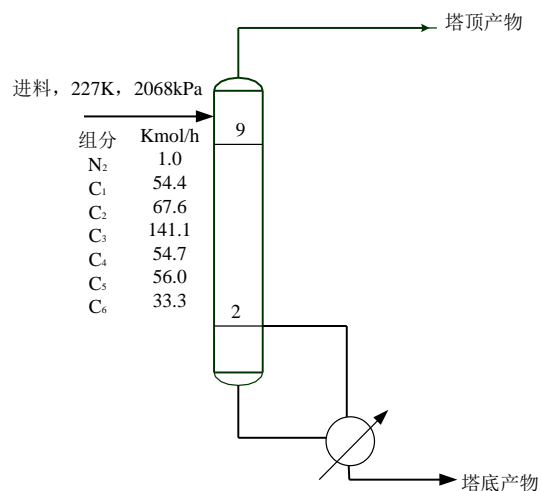 塔顶产物
进料，227K，2068kPa
组分 Kmol/h
N₂ 1.0
C₁ 54.4
C₂ 67.6
C₃ 141.1
C₄ 54.7
C₅ 56.0
C₆ 33.3
9
2
塔底产物